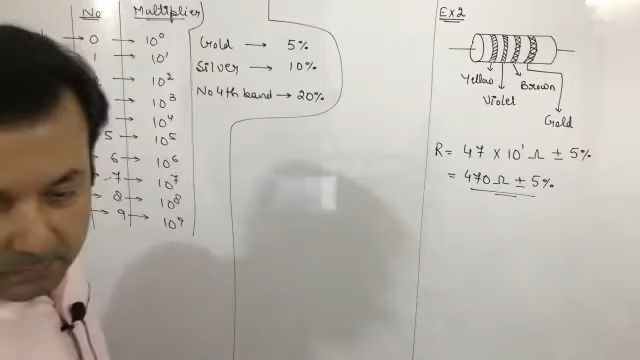 No Multiplier
0 → 10⁰
1 10¹
10²
10³
10⁴
5 → 10⁵
6 → 10⁶
7 → 10⁷
8 → 10⁸
9 → 10⁹
Gold → 5%
Silver → 10%
No 4th band → 20%
Ex 2
Yellow Brown
Violet
Gold
R = 47 × 10¹ Ω ± 5%
= 470 Ω ± 5%